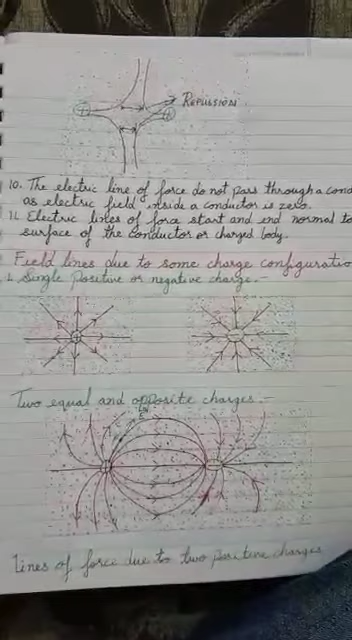 REPULSION
10. The electric line of force do not pass through a cond
as electric field inside a conductor is zero.
11. Electric lines of force start and end normal to
surface of the conductor or charged body.
Field lines due to some charge configuratio
1. Single positive or negative charge.-
Two equal and opposite charges.-
Lines of force due to two positive charges